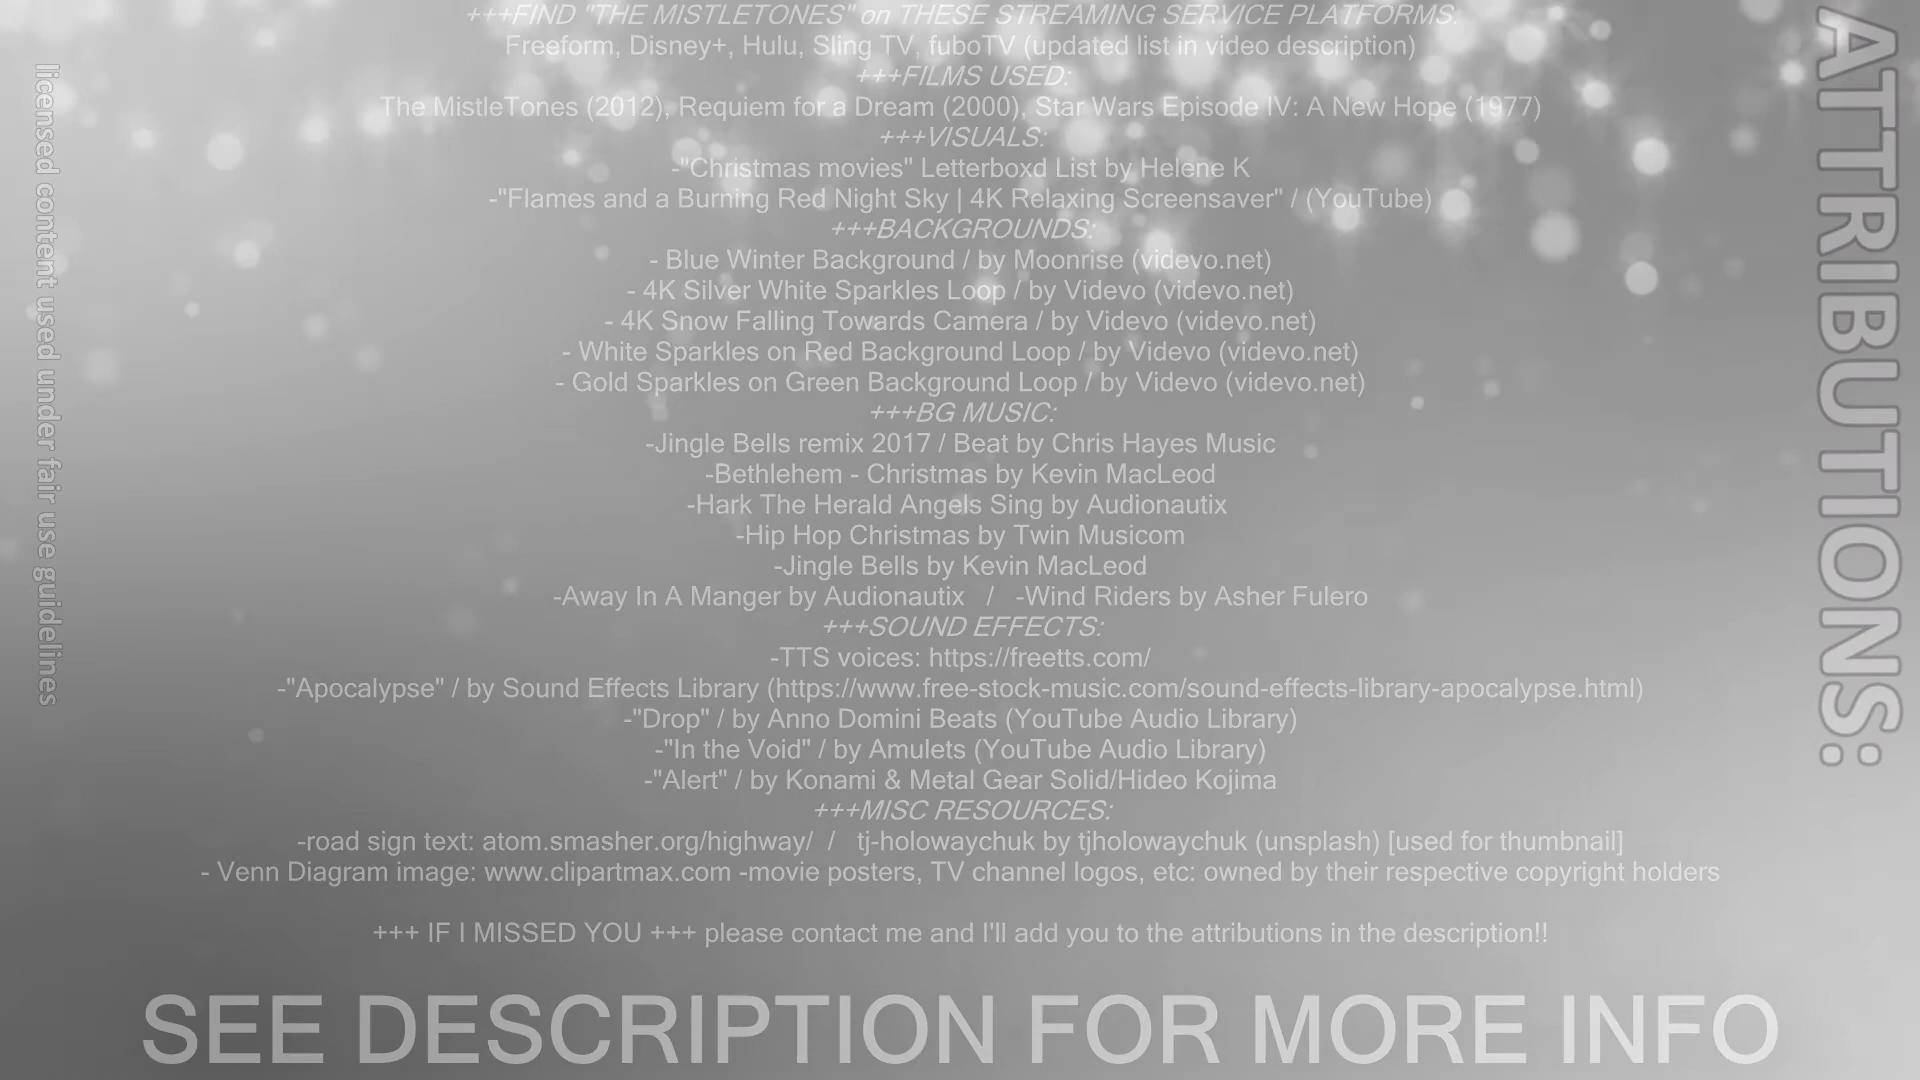 +++FIND "THE MISTLETONES" on THESE STREAMING SERVICE PLATFORMS:
Freeform, Disney+, Hulu, Sling TV, fuboTV (updated list in video description)
+++FILMS USED:
The MistleTones (2012), Requiem for a Dream (2000), Star Wars Episode IV: A New Hope (1977)
+++VISUALS:
-"Christmas movies" Letterboxd List by Helene K
-"Flames and a Burning Red Night Sky | 4K Relaxing Screensaver" / (YouTube)
+++BACKGROUNDS:
- Blue Winter Background / by Moonrise (videvo.net)
- 4K Silver White Sparkles Loop / by Videvo (videvo.net)
- 4K Snow Falling Towards Camera / by Videvo (videvo.net)
- White Sparkles on Red Background Loop / by Videvo (videvo.net)
- Gold Sparkles on Green Background Loop / by Videvo (videvo.net)
+++BG MUSIC:
-Jingle Bells remix 2017 / Beat by Chris Hayes Music
-Bethlehem - Christmas by Kevin MacLeod
-Hark The Herald Angels Sing by Audionautix
-Hip Hop Christmas by Twin Musicom
-Jingle Bells by Kevin MacLeod
-Away In A Manger by Audionautix / -Wind Riders by Asher Fulero
+++SOUND EFFECTS:
-TTS voices: https://freetts.com/
-"Apocalypse" / by Sound Effects Library (https://www.free-stock-music.com/sound-effects-library-apocalypse.html)
-"Drop" / by Anno Domini Beats (YouTube Audio Library)
-"In the Void" / by Amulets (YouTube Audio Library)
-"Alert" / by Konami & Metal Gear Solid/Hideo Kojima
+++MISC RESOURCES:
-road sign text: atom.smasher.org/highway/ / tj-holowaychuk by tjholowaychuk (unsplash) [used for thumbnail]
- Venn Diagram image: www.clipartmax.com -movie posters, TV channel logos, etc: owned by their respective copyright holders
+++ IF I MISSED YOU +++ please contact me and I'll add you to the attributions in the description!!
SEE DESCRIPTION FOR MORE INFO
licensed content used under fair use guidelines
ATTRIBUTIONS: